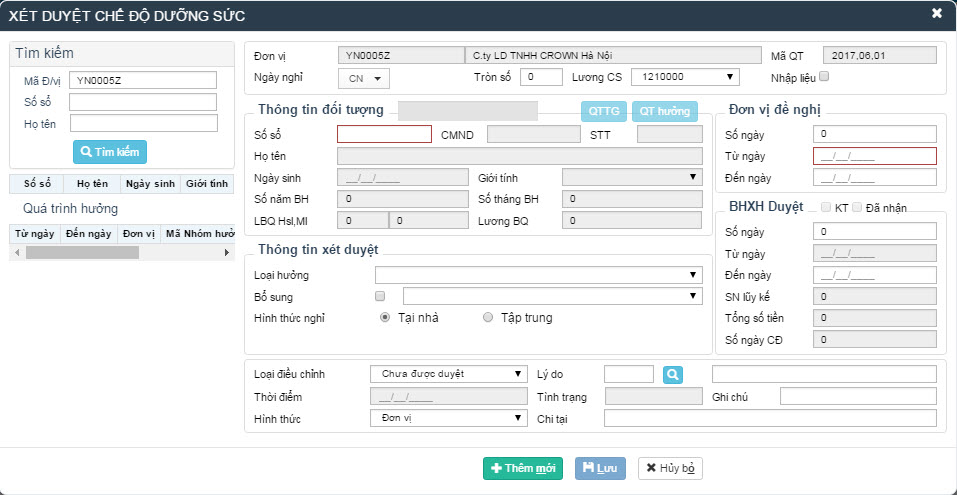 XÉT DUYỆT CHẾ ĐỘ DƯỠNG SỨC
Tìm kiếm
Mã Đ/vị YN0005Z
Số sổ
Họ tên
Tìm kiếm
Số sổ Họ tên Ngày sinh Giới tính
Quá trình hưởng
Từ ngày Đến ngày Đơn vị Mã Nhóm hưở
Đơn vị YN0005Z C.ty LD TNHH CROWN Hà Nội Mã QT 2017,06,01
Ngày nghỉ CN Tròn số 0 Lương CS 1210000 Nhập liệu
Thông tin đối tượng QTTG QT hưởng
Số sổ CMND STT
Họ tên
Ngày sinh __/__/____ Giới tính
Số năm BH 0 Số tháng BH 0
LBQ Hsl,Ml 0 0 Lương BQ 0
Thông tin xét duyệt
Loại hưởng
Bổ sung
Hình thức nghỉ Tại nhà Tập trung
Đơn vị đề nghị
Số ngày 0
Từ ngày __/__/____
Đến ngày __/__/____
BHXH Duyệt KT Đã nhận
Số ngày 0
Từ ngày __/__/____
Đến ngày __/__/____
SN lũy kế 0
Tổng số tiền 0
Số ngày CĐ 0
Loại điều chỉnh Chưa được duyệt Lý do
Thời điểm __/__/____ Tình trạng Ghi chú
Hình thức Đơn vị Chi tại
Thêm mới Lưu Hủy bỏ